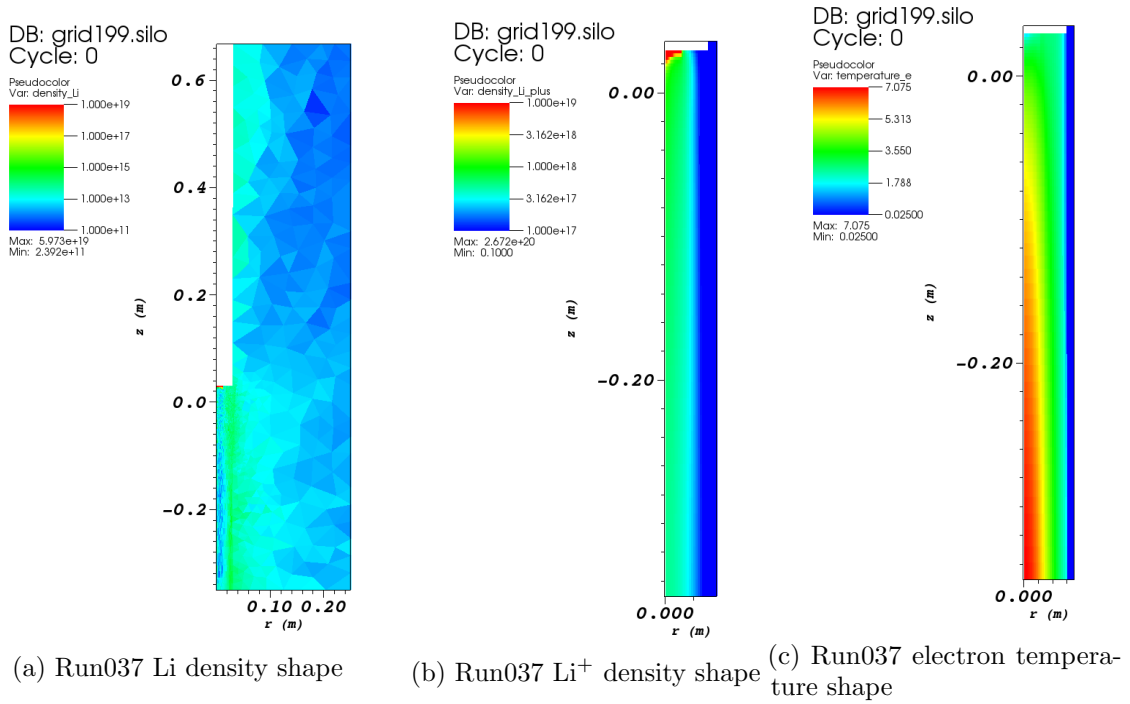 DB: grid199.silo
Cycle: 0
Pseudocolor
Var: density_Li
1.000e+19
1.000e+17
1.000e+15
1.000e+13
1.000e+11
Max: 5.973e+19
Min: 2.392e+11
0.6
0.4
0.2
0.0
-0.2
z (m)
0.10 0.20
r (m)
(a) Run037 Li density shape
DB: grid199.silo
Cycle: 0
Pseudocolor
Var: density_Li_plus
1.000e+19
3.162e+18
1.000e+18
3.162e+17
1.000e+17
Max: 2.672e+20
Min: 0.1000
0.00
-0.20
z (m)
0.000
r (m)
(b) Run037 Li⁺ density shape
DB: grid199.silo
Cycle: 0
Pseudocolor
Var: temperature_e
7.075
5.313
3.550
1.788
0.02500
Max: 7.075
Min: 0.02500
0.00
-0.20
z (m)
0.000
r (m)
(c) Run037 electron tempera-
ture shape